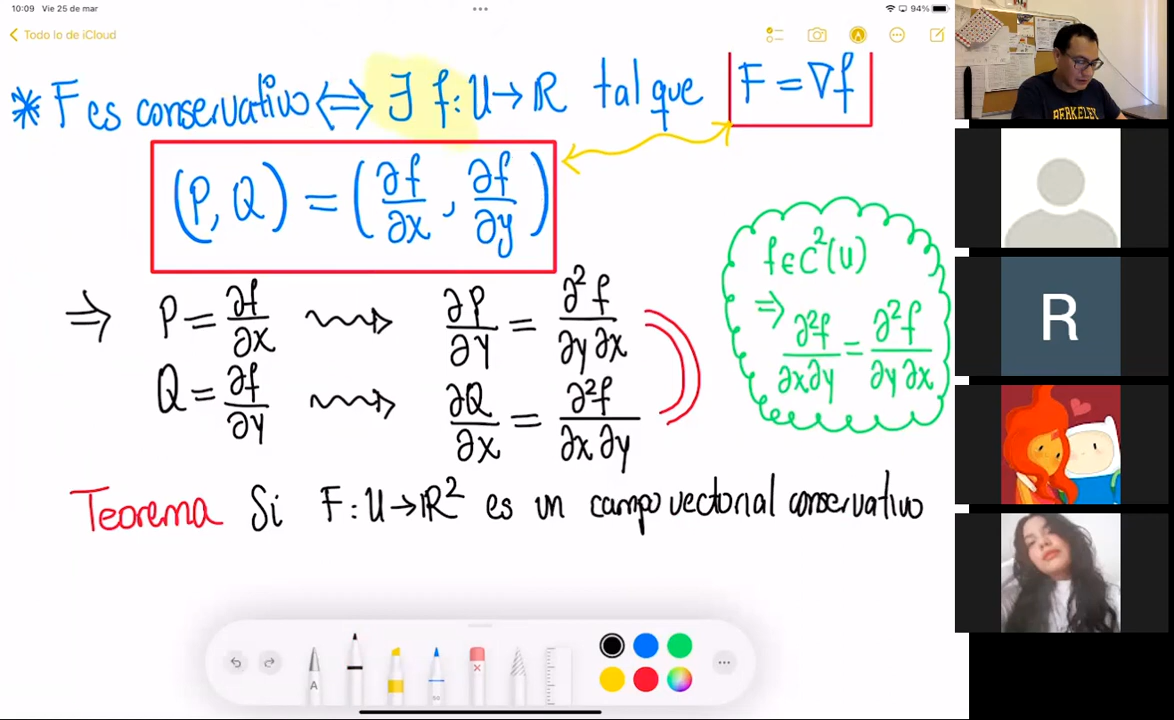 10:09 Vie 25 de mar
94%
Todo lo de iCloud
* F es conservativo ⟺ ∃ f: U→ℝ tal que F = ∇f
(P, Q) = (∂f/∂x, ∂f/∂y)
⇒ P = ∂f/∂x ⇝ ∂P/∂y = ∂²f/∂y∂x
Q = ∂f/∂y ⇝ ∂Q/∂x = ∂²f/∂x∂y
f ∈ C²(U)
⇒ ∂²f/∂x∂y = ∂²f/∂y∂x
Teorema Si F: U→ℝ² es un campo vectorial conservativo
A
BERKELEY
R